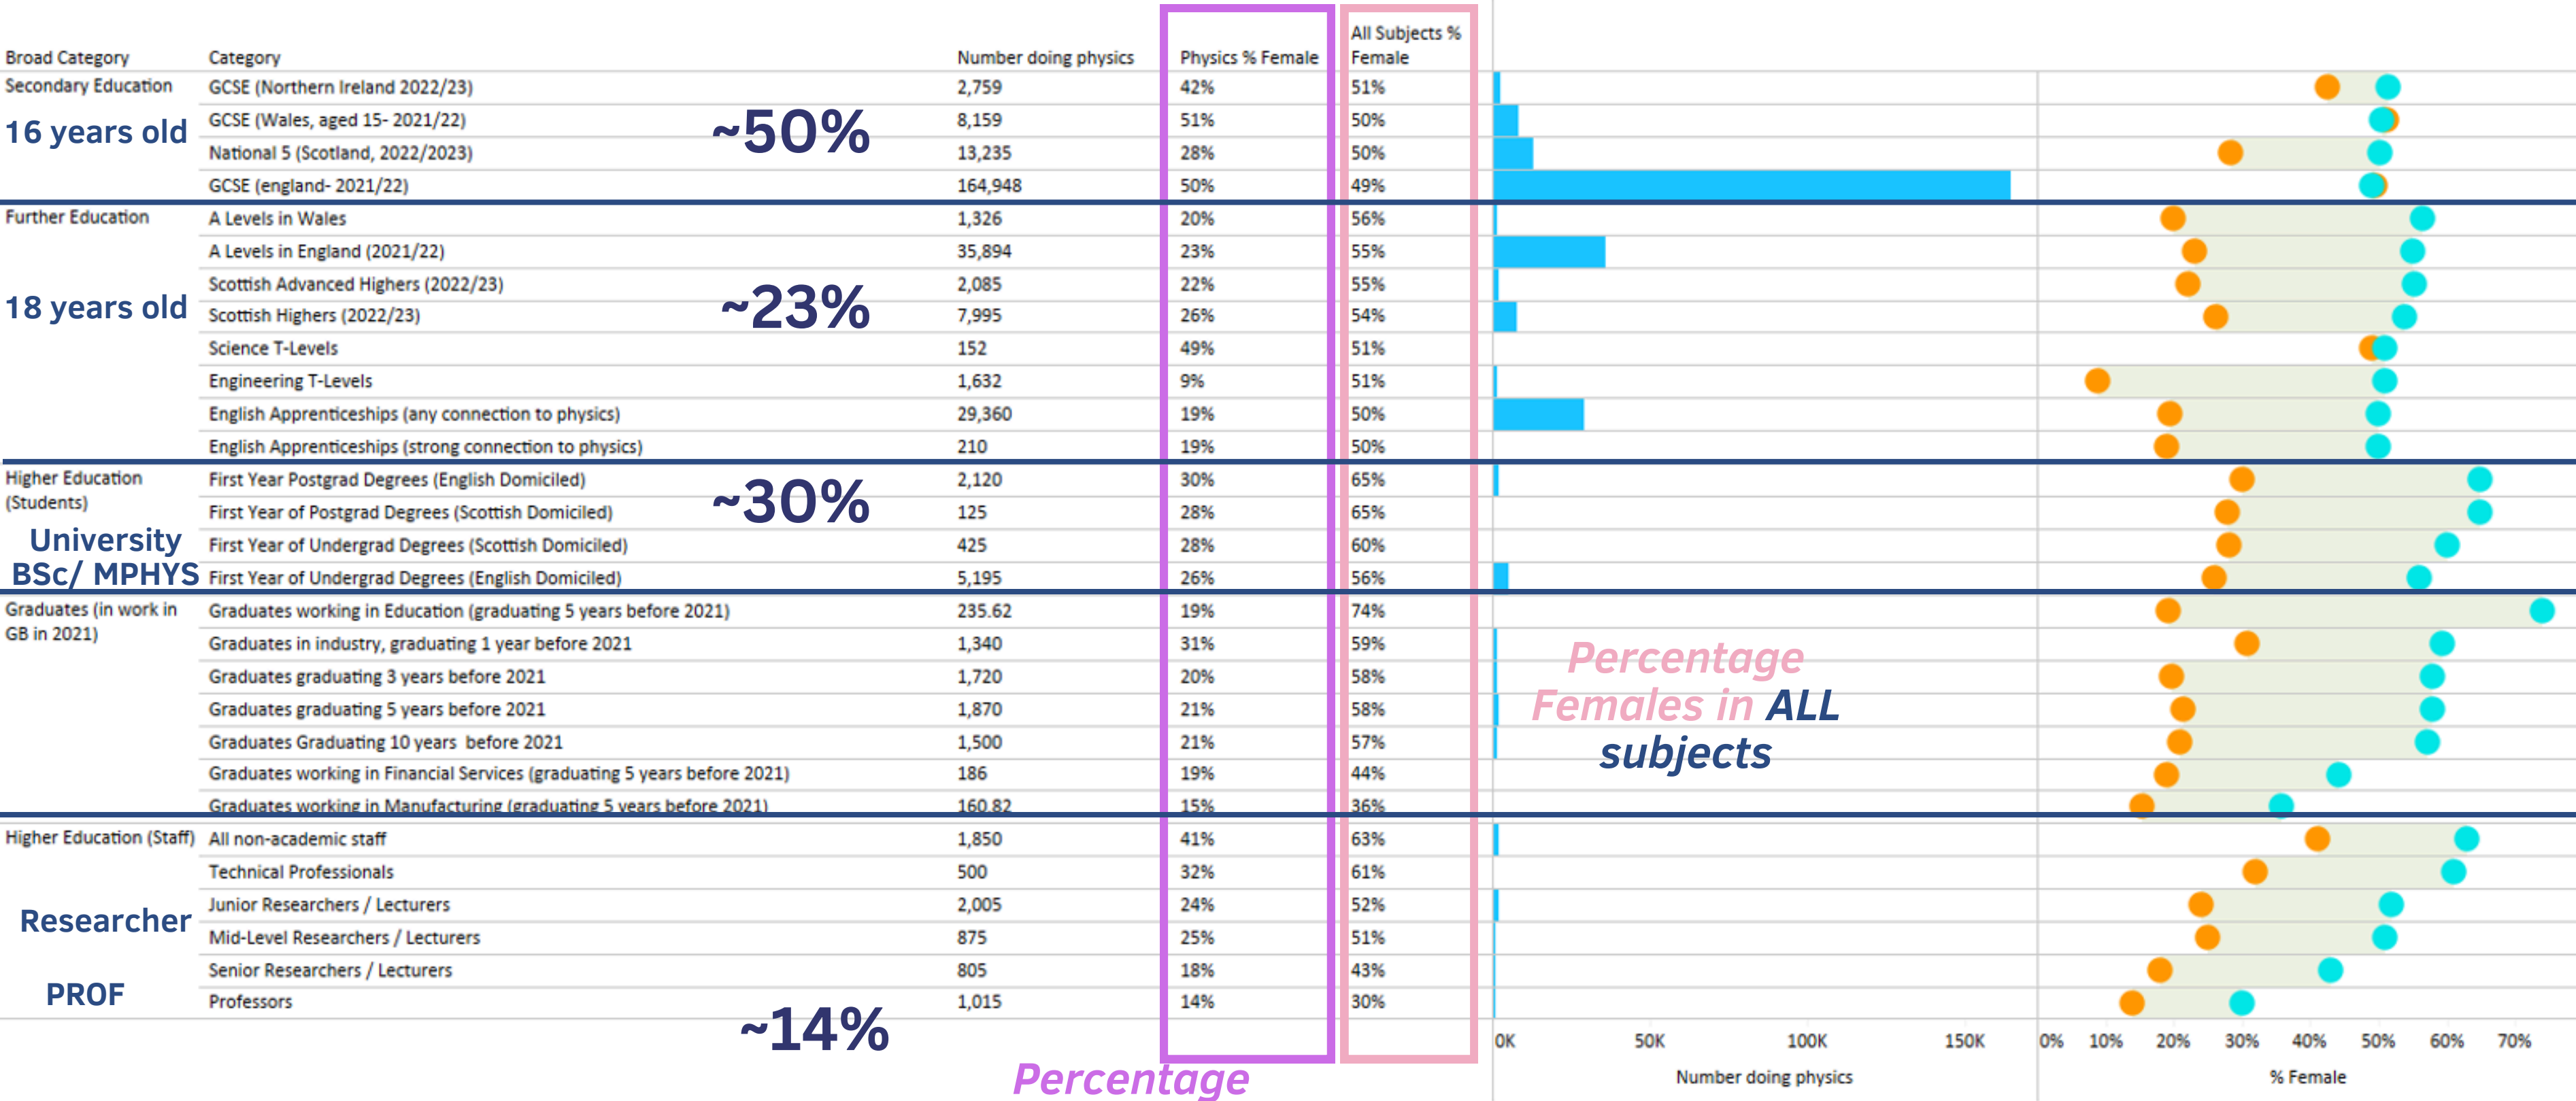 Broad Category Category Number doing physics Physics % Female All Subjects % Female
Secondary Education GCSE (Northern Ireland 2022/23) 2,759 42% 51%
16 years old
~50%
GCSE (Wales, aged 15- 2021/22) 8,159 51% 50%
National 5 (Scotland, 2022/2023) 13,235 28% 50%
GCSE (england- 2021/22) 164,948 50% 49%
Further Education A Levels in Wales 1,326 20% 56%
A Levels in England (2021/22) 35,894 23% 55%
Scottish Advanced Highers (2022/23) 2,085 22% 55%
18 years old
~23%
Scottish Highers (2022/23) 7,995 26% 54%
Science T-Levels 152 49% 51%
Engineering T-Levels 1,632 9% 51%
English Apprenticeships (any connection to physics) 29,360 19% 50%
English Apprenticeships (strong connection to physics) 210 19% 50%
Higher Education (Students) First Year Postgrad Degrees (English Domiciled) 2,120 30% 65%
~30%
First Year of Postgrad Degrees (Scottish Domiciled) 125 28% 65%
University
BSc/ MPHYS
First Year of Undergrad Degrees (Scottish Domiciled) 425 28% 60%
First Year of Undergrad Degrees (English Domiciled) 5,195 26% 56%
Graduates (in work in GB in 2021) Graduates working in Education (graduating 5 years before 2021) 235.62 19% 74%
Graduates in industry, graduating 1 year before 2021 1,340 31% 59%
Graduates graduating 3 years before 2021 1,720 20% 58%
Graduates graduating 5 years before 2021 1,870 21% 58%
Graduates Graduating 10 years before 2021 1,500 21% 57%
Graduates working in Financial Services (graduating 5 years before 2021) 186 19% 44%
Graduates working in Manufacturing (graduating 5 years before 2021) 160.82 15% 36%
Percentage
Females in ALL
subjects
Higher Education (Staff) All non-academic staff 1,850 41% 63%
Technical Professionals 500 32% 61%
Researcher
Junior Researchers / Lecturers 2,005 24% 52%
Mid-Level Researchers / Lecturers 875 25% 51%
Senior Researchers / Lecturers 805 18% 43%
PROF
Professors 1,015 14% 30%
~14%
0K 50K 100K 150K 0% 10% 20% 30% 40% 50% 60% 70%
Number doing physics % Female
Percentage